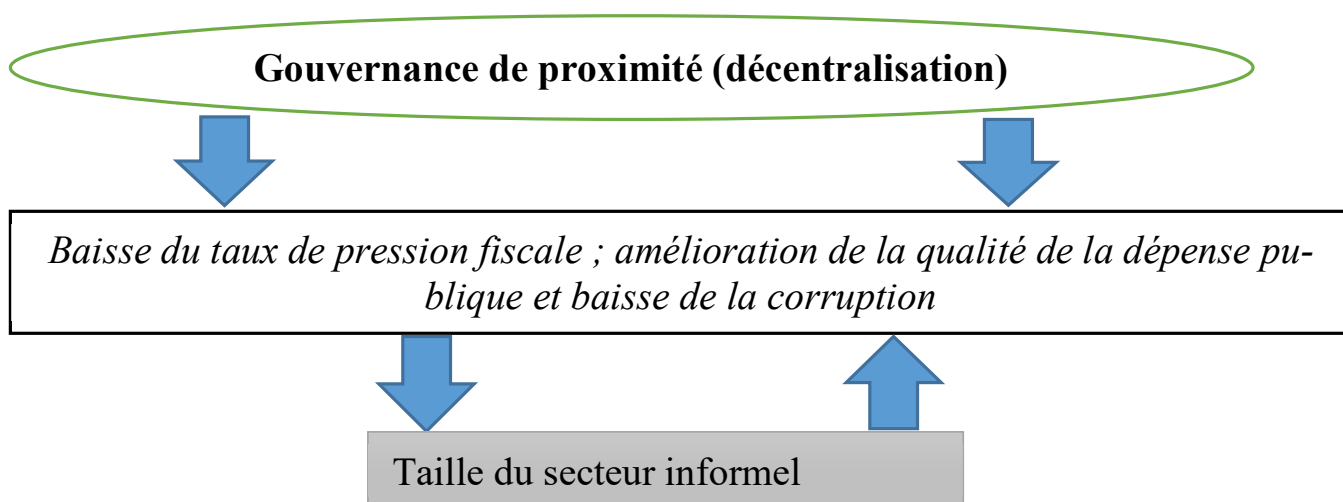 Gouvernance de proximité (décentralisation)
Baisse du taux de pression fiscale ; amélioration de la qualité de la dépense pu-
blique et baisse de la corruption
Taille du secteur informel